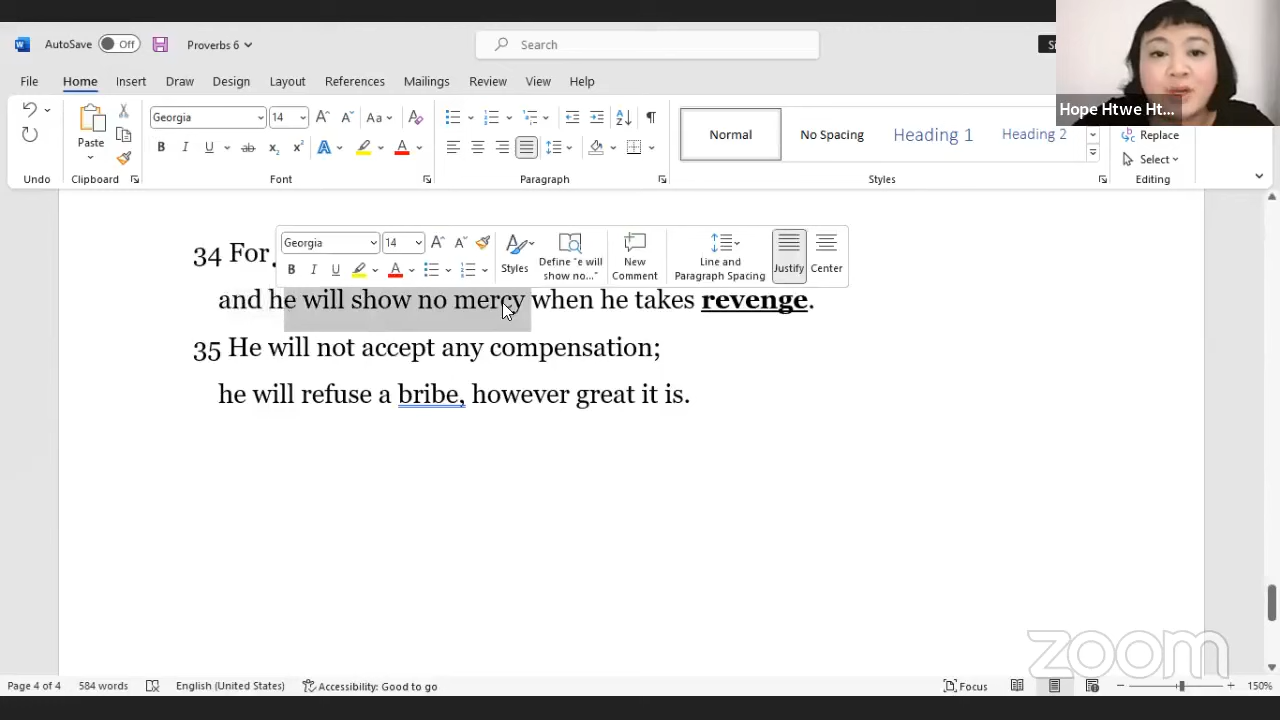 AutoSave Off Proverbs 6 Search Si
Hope Htwe Ht...
File Home Insert Draw Design Layout References Mailings Review View Help
Georgia 14 Aa Normal No Spacing Heading 1 Heading 2 Replace
Paste Select
Undo Clipboard Font Paragraph Styles Editing
Georgia 14 Styles Define "e will show no..." New Comment Line and Paragraph Spacing Justify Center
34 For
and he will show no mercy when he takes revenge.
35 He will not accept any compensation;
he will refuse a bribe, however great it is.
zoom
Page 4 of 4 584 words English (United States) Accessibility: Good to go Focus 150%